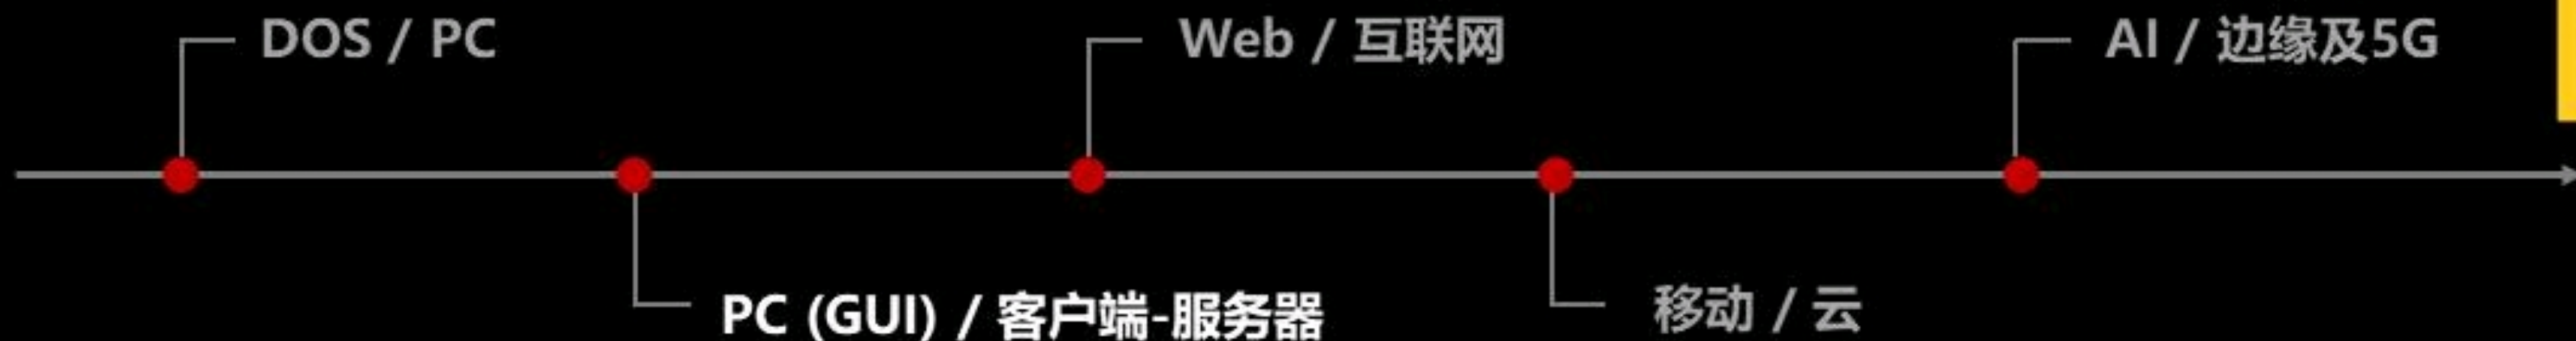 DOS / PC
Web / 互联网
AI / 边缘及5G
PC (GUI) / 客户端-服务器
移动 / 云